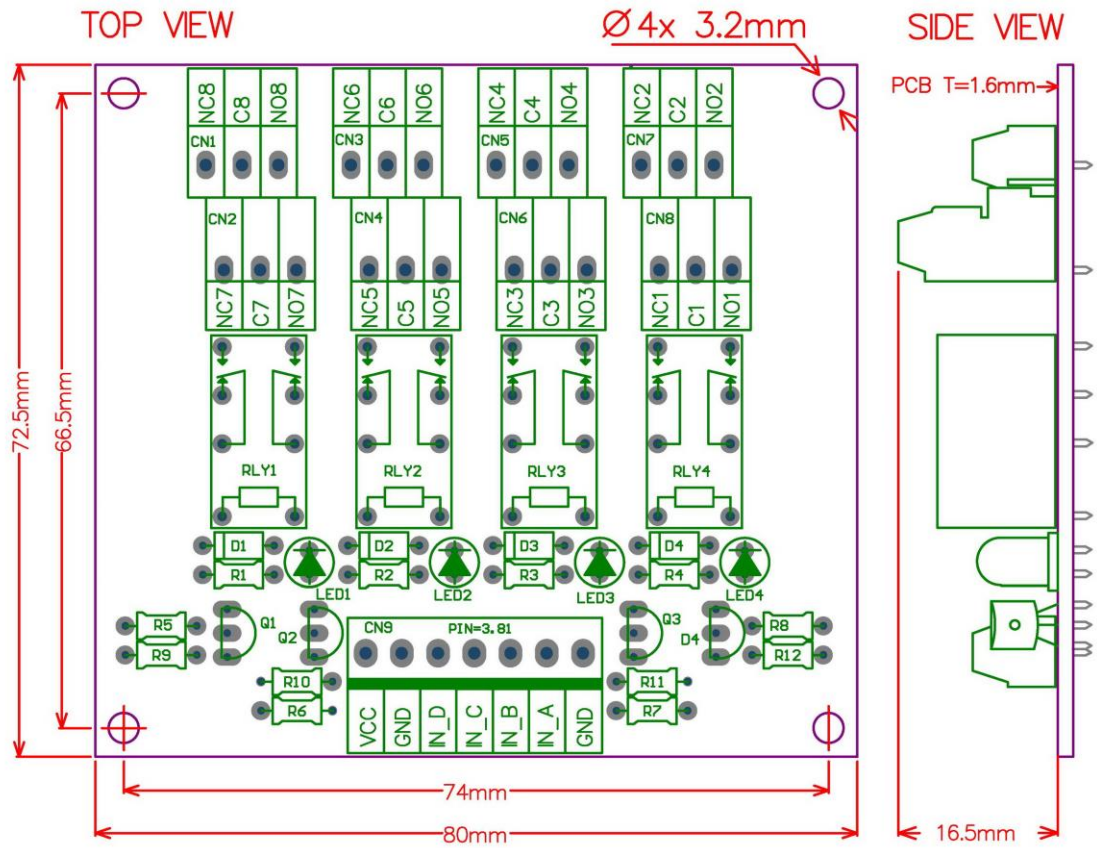 TOP VIEW
Ø4x 3.2mm
SIDE VIEW
PCB T=1.6mm
NC8 C8 NO8 NC6 C6 NO6 NC4 C4 NO4 NC2 C2 NO2
CN1 CN3 CN5 CN7
CN2 CN4 CN6 CN8
NC7 C7 NO7 NC5 C5 NO5 NC3 C3 NO3 NC1 C1 NO1
72.5mm
66.5mm
RLY1 RLY2 RLY3 RLY4
D1 D2 D3 D4
R1 R2 R3 R4
LED1 LED2 LED3 LED4
R5 Q1 Q2 CN9 PIN=3.81 Q3 D4 R8
R9 R12
R10 R11
R6 R7
VCC GND IN_D IN_C IN_B IN_A GND
74mm
80mm
16.5mm